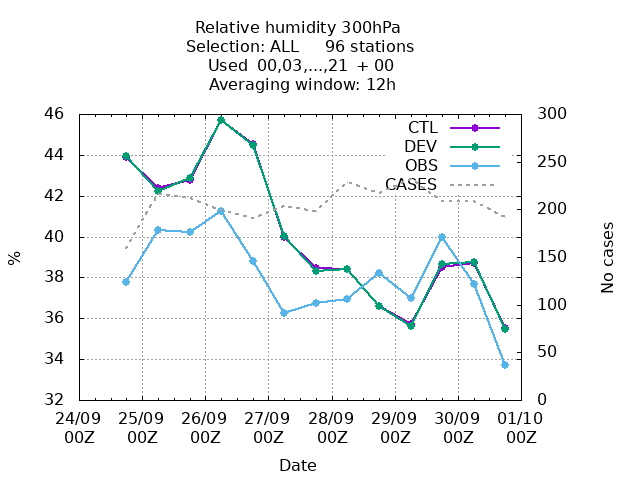 Relative humidity 300hPa
Selection: ALL 96 stations
Used 00,03,...,21 + 00
Averaging window: 12h
CTL
DEV
OBS
CASES
46
44
42
40
38
36
34
32
%
300
250
200
150
100
50
0
No cases
24/09 25/09 26/09 27/09 28/09 29/09 30/09 01/10
00Z 00Z 00Z 00Z 00Z 00Z 00Z 00Z
Date